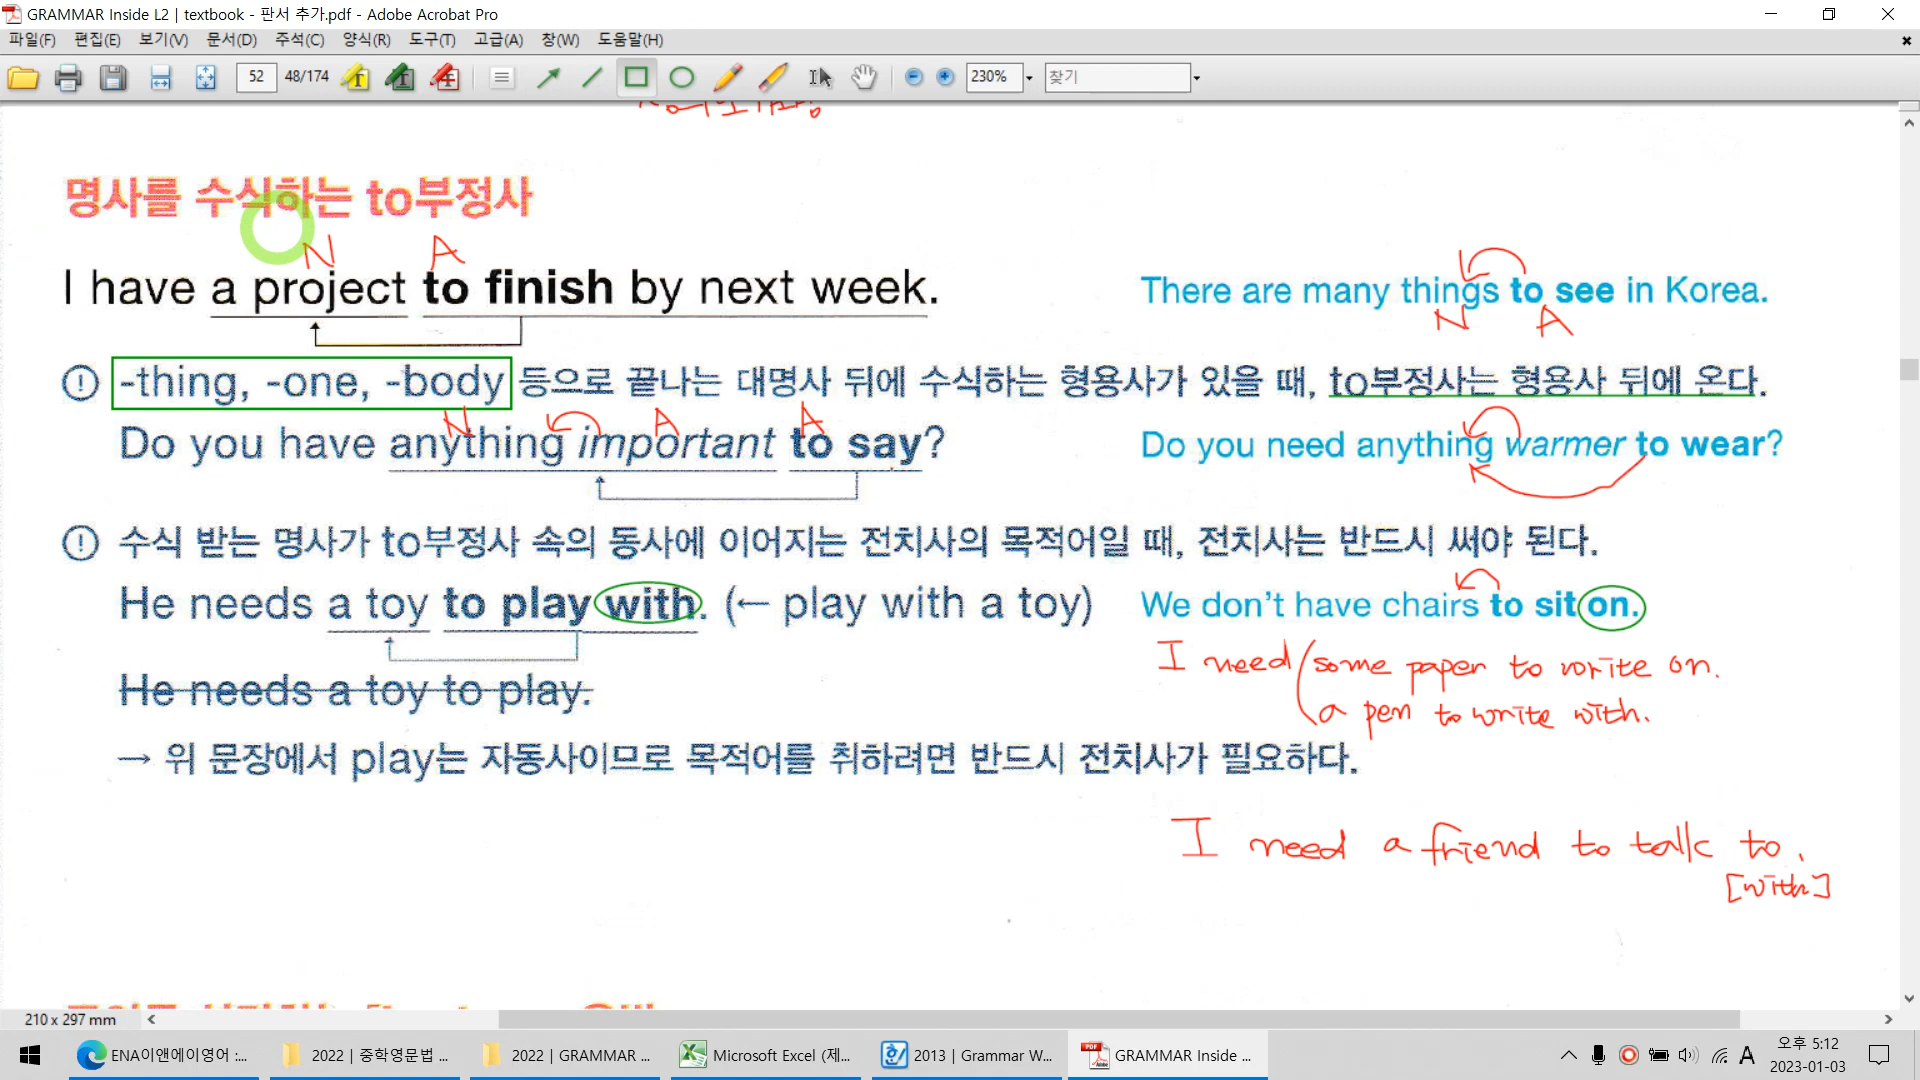 GRAMMAR Inside L2 | textbook - 판서 추가.pdf - Adobe Acrobat Pro
파일(F) 편집(E) 보기(V) 문서(D) 주석(C) 양식(R) 도구(T) 고급(A) 창(W) 도움말(H)
52 48/174 230% 찾기
명사를 수식하는 to부정사
N A
I have a project to finish by next week.
There are many things to see in Korea.
N A
-thing, -one, -body 등으로 끝나는 대명사 뒤에 수식하는 형용사가 있을 때, to부정사는 형용사 뒤에 온다.
N A A
Do you have anything important to say?
Do you need anything warmer to wear?
수식 받는 명사가 to부정사 속의 동사에 이어지는 전치사의 목적어일 때, 전치사는 반드시 써야 된다.
He needs a toy to play with. (← play with a toy)
We don't have chairs to sit on.
I need some paper to write on.
a pen to write with.
He needs a toy to play.
→ 위 문장에서 play는 자동사이므로 목적어를 취하려면 반드시 전치사가 필요하다.
I need a friend to talk to.
[with]
210 x 297 mm
ENA이앤에이영어 :... 2022 | 중학영문법 ... 2022 | GRAMMAR ... Microsoft Excel (제... 2013 | Grammar W... GRAMMAR Inside ... A 오후 5:12
2023-01-03